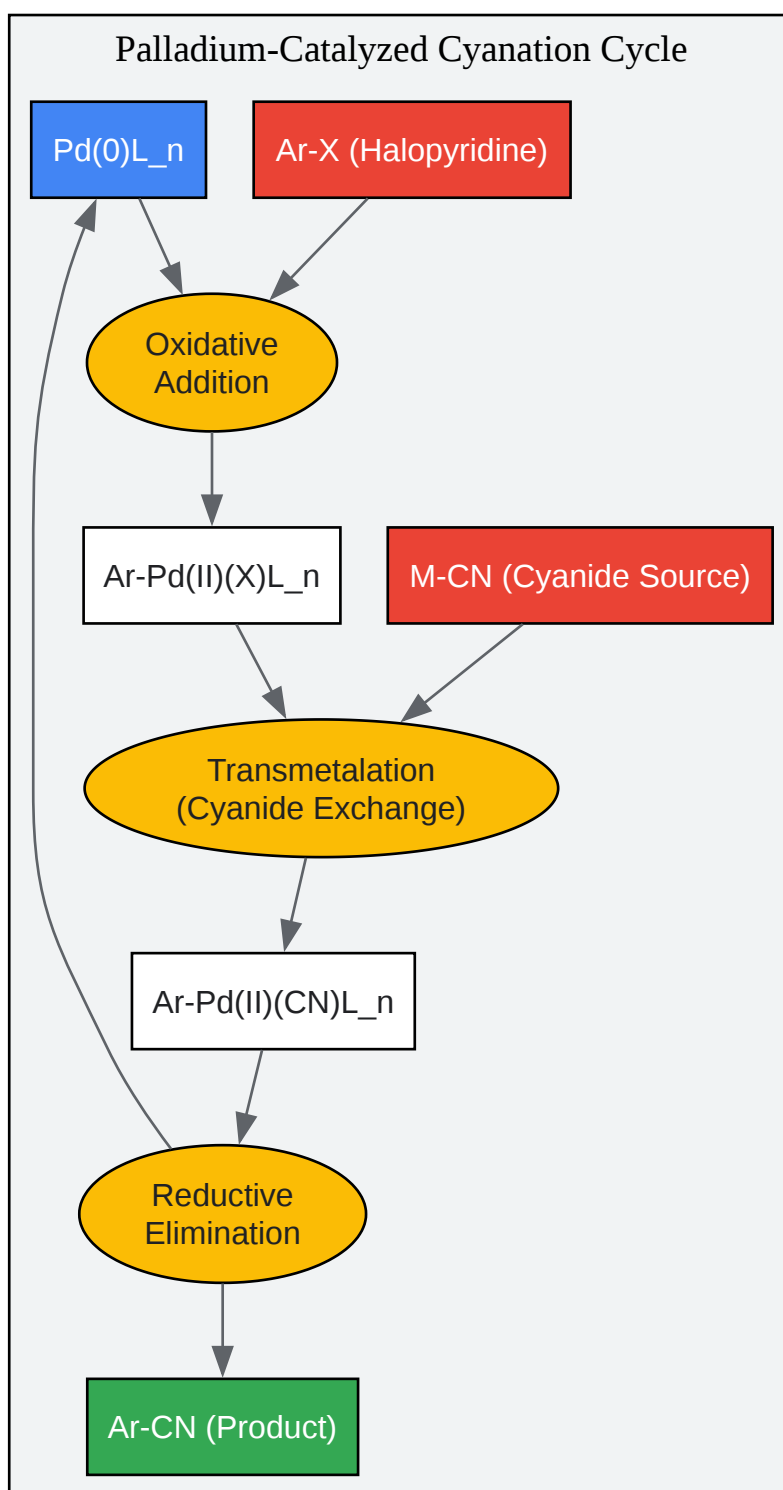 Palladium-Catalyzed Cyanation Cycle
Pd(0)L_n
Ar-X (Halopyridine)
Oxidative
Addition
Ar-Pd(II)(X)L_n
M-CN (Cyanide Source)
Transmetalation
(Cyanide Exchange)
Ar-Pd(II)(CN)L_n
Reductive
Elimination
Ar-CN (Product)